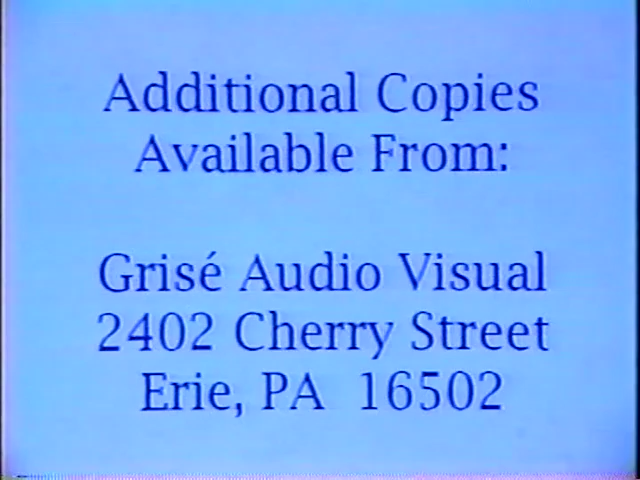 Additional Copies
Available From:
Grisé Audio Visual
2402 Cherry Street
Erie, PA  16502